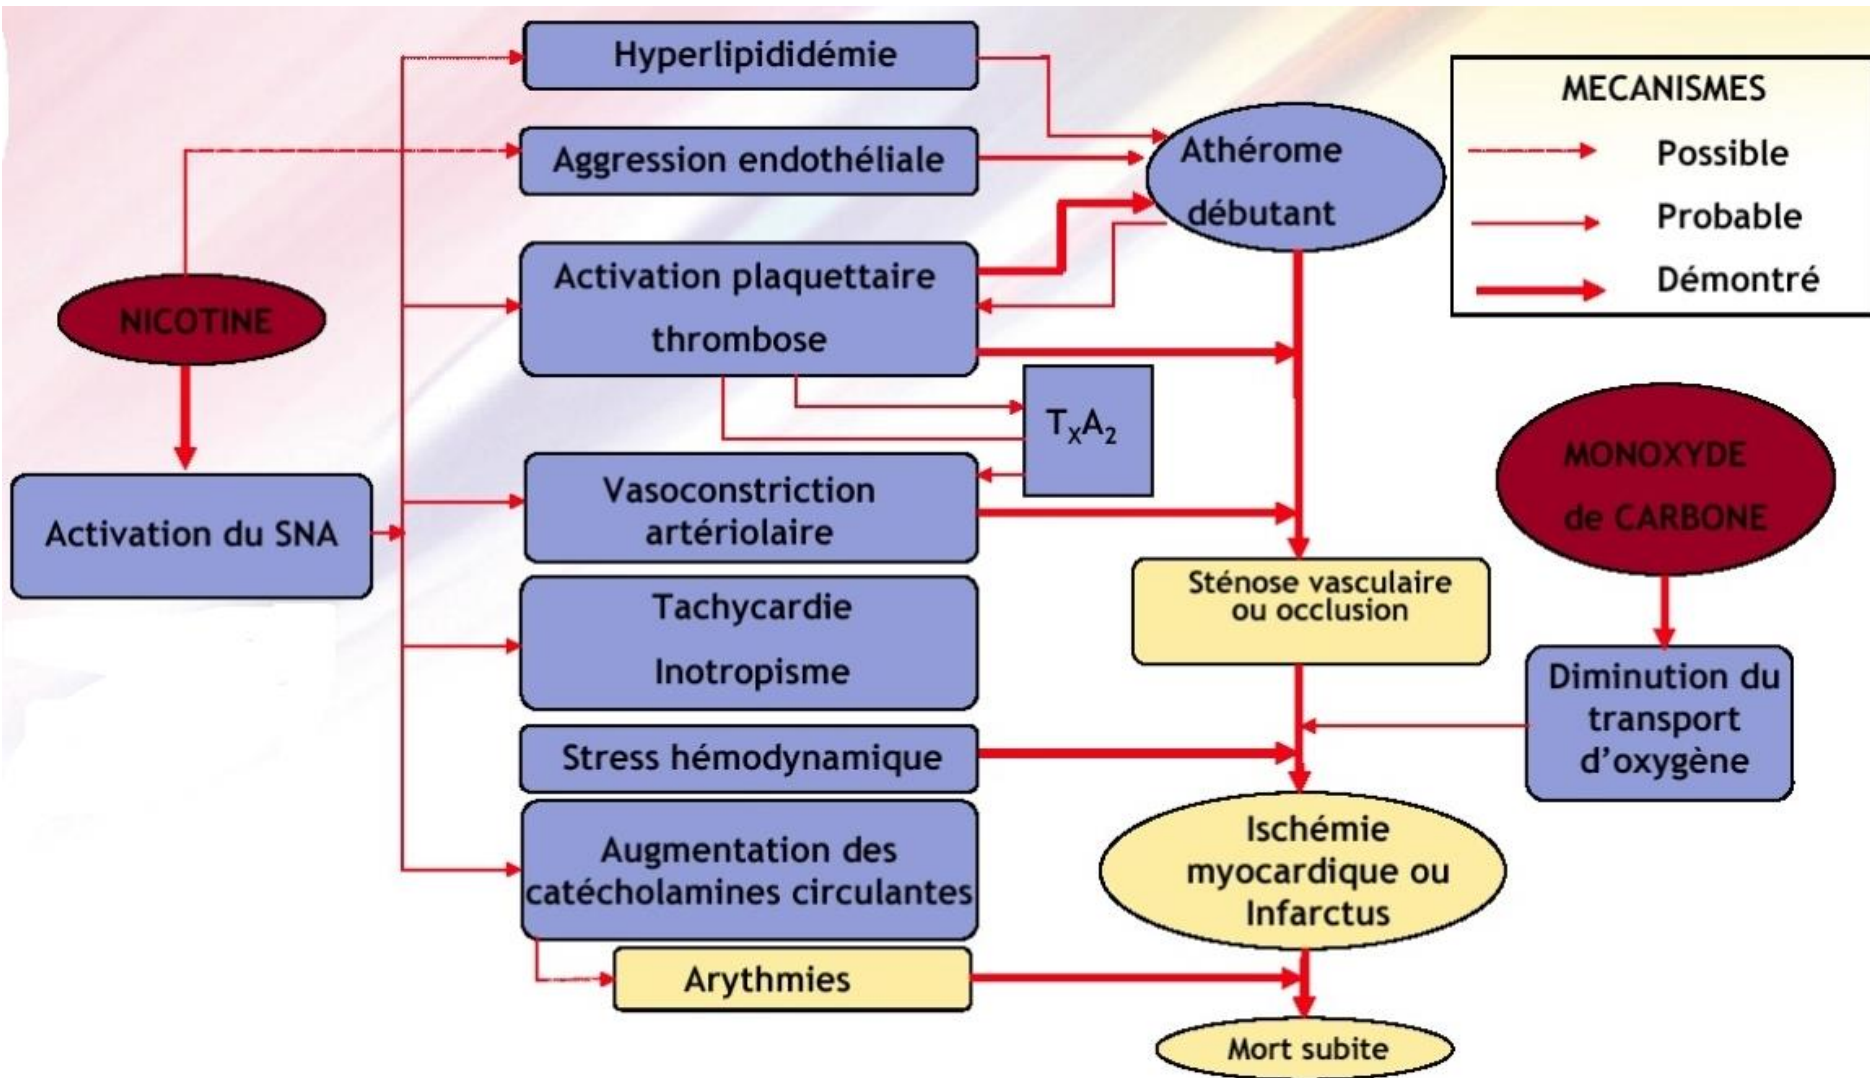 Hyperlipididémie
Aggression endothéliale
Activation plaquettaire
thrombose
NICOTINE
Activation du SNA
Vasoconstriction
artériolaire
Tachycardie
Inotropisme
Stress hémodynamique
Augmentation des
catécholamines circulantes
Arythmies
TXA2
Athérome
débutant
MECANISMES
Possible
Probable
Démontré
MONOXYDE
de CARBONE
Sténose vasculaire
ou occlusion
Diminution du
transport
d’oxygène
Ischémie
myocardique ou
Infarctus
Mort subite